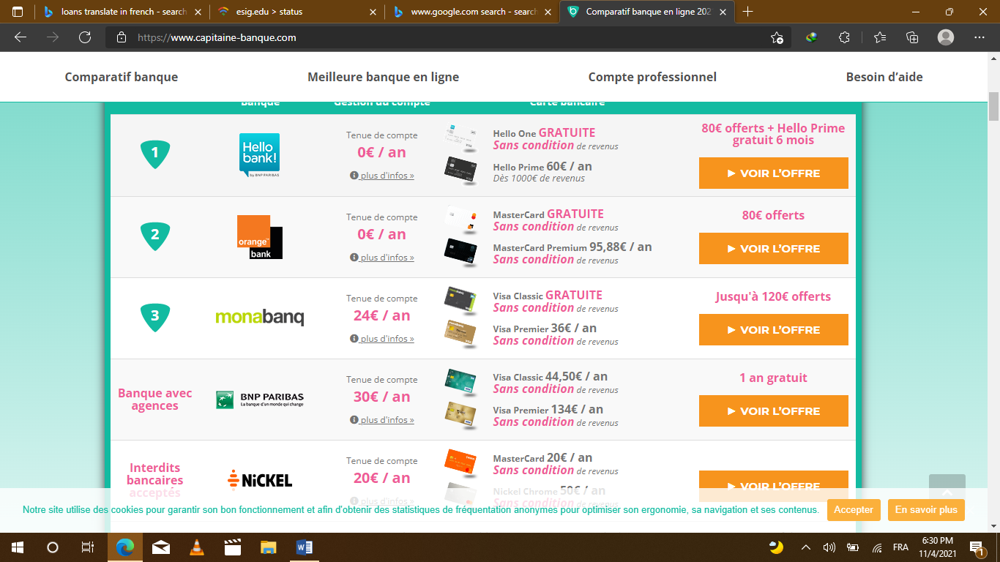 loans translate in french - search
esig.edu > status
www.google.com search - search
Comparatif banque en ligne 202
https://www.capitaine-banque.com
Comparatif banque
Meilleure banque en ligne
Compte professionnel
Besoin d'aide
Banque
Gestion du compte
Carte bancaire
1
Hello
bank!
by BNP PARIBAS
Tenue de compte
0€ / an
plus d'infos »
Hello One GRATUITE
Sans condition de revenus
Hello Prime 60€ / an
Dès 1000€ de revenus
80€ offerts + Hello Prime
gratuit 6 mois
► VOIR L'OFFRE
2
orange™
bank
Tenue de compte
0€ / an
plus d'infos »
MasterCard GRATUITE
Sans condition de revenus
MasterCard Premium 95,88€ / an
Sans condition de revenus
80€ offerts
► VOIR L'OFFRE
3
monabanq
Tenue de compte
24€ / an
plus d'infos »
Visa Classic GRATUITE
Sans condition de revenus
Visa Premier 36€ / an
Sans condition de revenus
Jusqu'à 120€ offerts
► VOIR L'OFFRE
Banque avec
agences
BNP PARIBAS
La banque d'un monde qui change
Tenue de compte
30€ / an
plus d'infos »
Visa Classic 44,50€ / an
Sans condition de revenus
Visa Premier 134€ / an
Sans condition de revenus
1 an gratuit
► VOIR L'OFFRE
Interdits
bancaires
acceptés
NiCKEL
Tenue de compte
20€ / an
plus d'infos »
MasterCard 20€ / an
Sans condition de revenus
Nickel Chrome 50€ / an
Sans condition de revenus
► VOIR L'OFFRE
Notre site utilise des cookies pour garantir son bon fonctionnement et afin d'obtenir des statistiques de fréquentation anonymes pour optimiser son ergonomie, sa navigation et ses contenus.
Accepter
En savoir plus
FRA
6:30 PM
11/4/2021
1